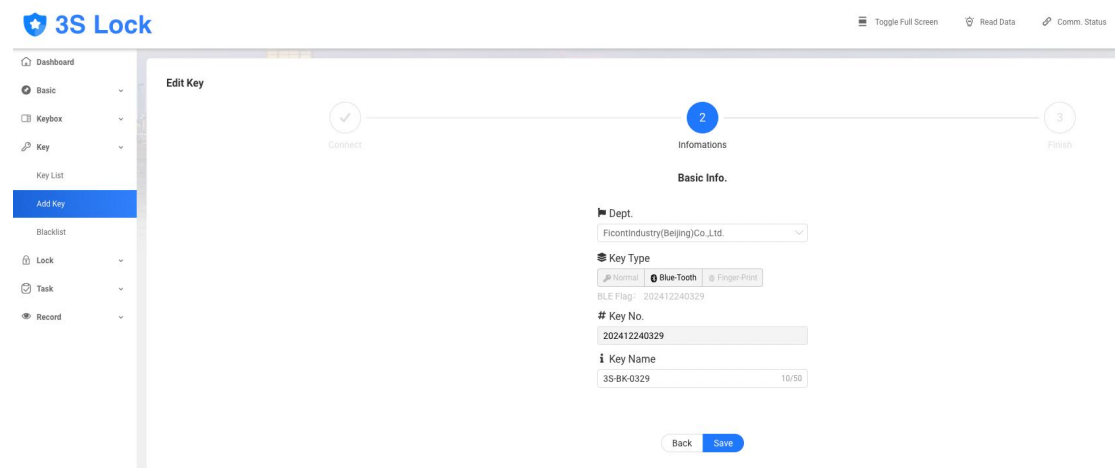 3S Lock
Toggle Full Screen
Read Data
Comm. Status
Dashboard
Basic
Keybox
Key
Key List
Add Key
Blacklist
Lock
Task
Record
Edit Key
2
3
Connect
Infomations
Finish
Basic Info.
Dept.
FicontIndustry(Beijing)Co.,Ltd.
Key Type
Normal Blue-Tooth Finger-Print
BLE Flag: 202412240329
# Key No.
202412240329
Key Name
3S-BK-0329 10/50
Back Save